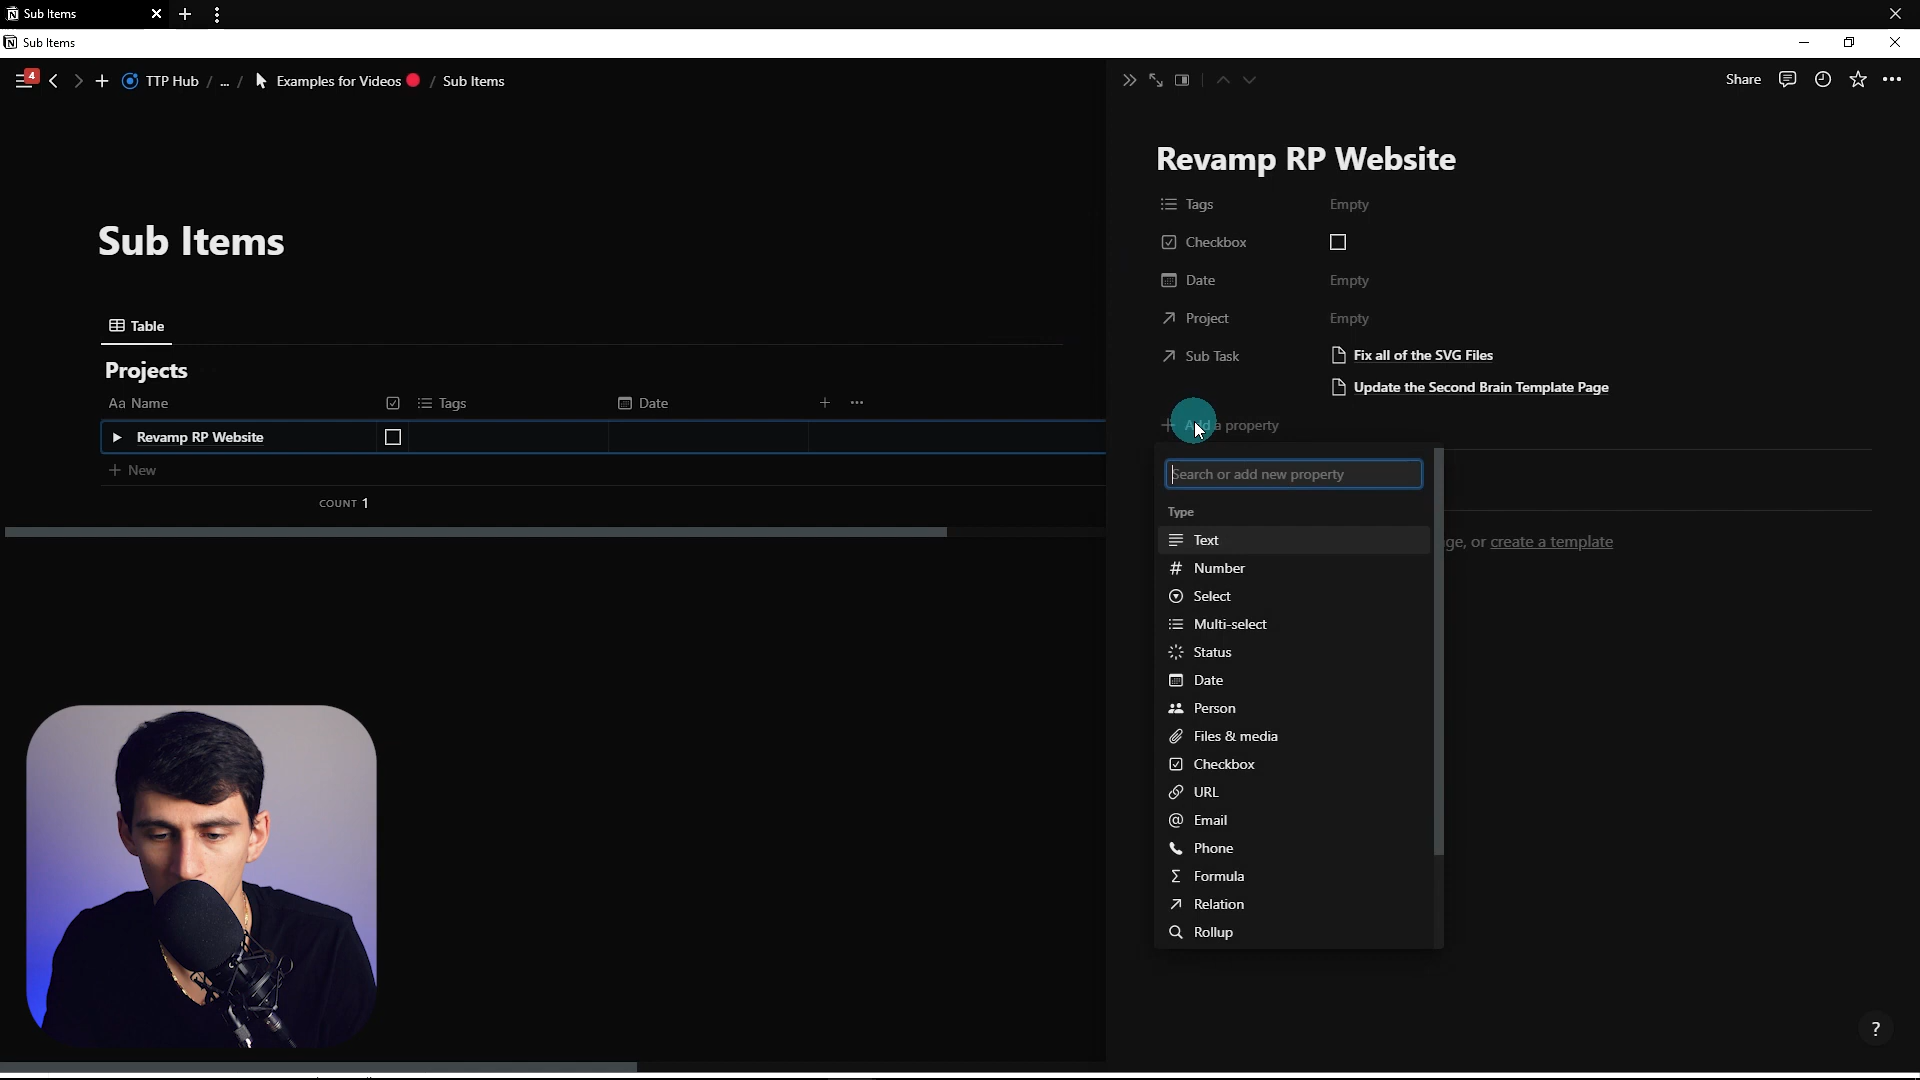 Sub Items
Sub Items
4
TTP Hub / ... / Examples for Videos / Sub Items
Share
Revamp RP Website
Tags Empty
Checkbox
Date Empty
Project Empty
Sub Task Fix all of the SVG Files
Update the Second Brain Template Page
Add a property
Sub Items
Table
Projects
Aa Name Tags Date
Revamp RP Website
New
COUNT 1
Search or add new property
Type
Text
ge, or create a template
Number
Select
Multi-select
Status
Date
Person
Files & media
Checkbox
URL
Email
Phone
Formula
Relation
Rollup
?